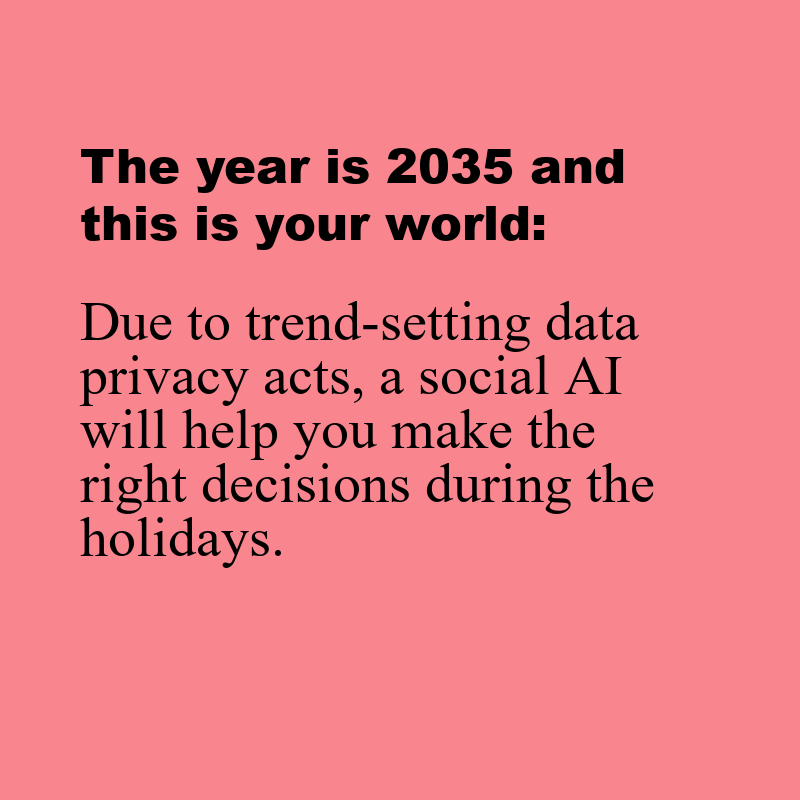 The year is 2035 and
this is your world:
Due to trend-setting data
privacy acts, a social AI
will help you make the
right decisions during the
holidays.